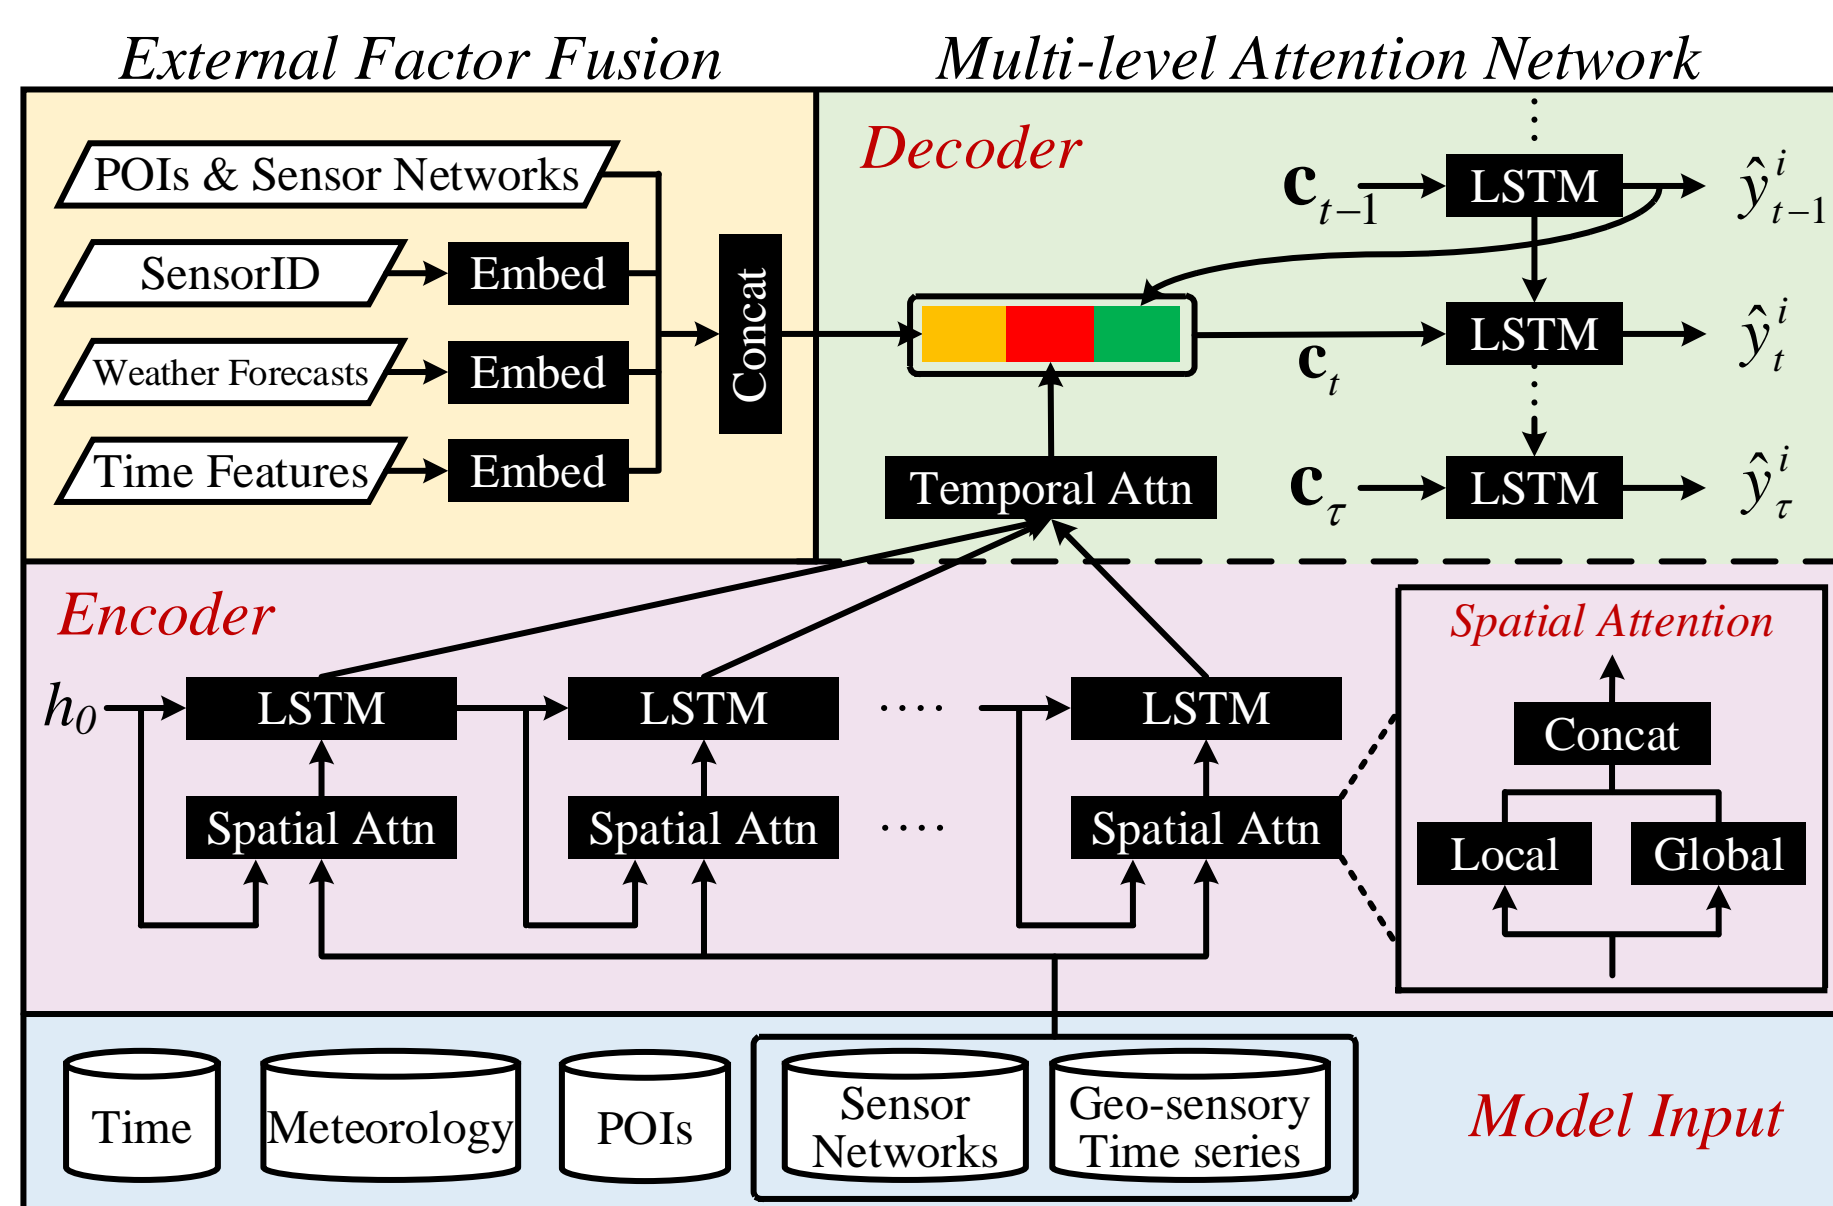 External Factor Fusion
Multi-level Attention Network
POIs & Sensor Networks
SensorID
Embed
Weather Forecasts
Embed
Time Features
Embed
Concat
Decoder
c_{t-1}
LSTM
ŷ^i_{t-1}
c_t
LSTM
ŷ^i_t
Temporal Attn
c_τ
LSTM
ŷ^i_τ
Encoder
h_0
LSTM
LSTM
....
LSTM
Spatial Attn
Spatial Attn
....
Spatial Attn
Spatial Attention
Concat
Local
Global
Time
Meteorology
POIs
Sensor
Networks
Geo-sensory
Time series
Model Input